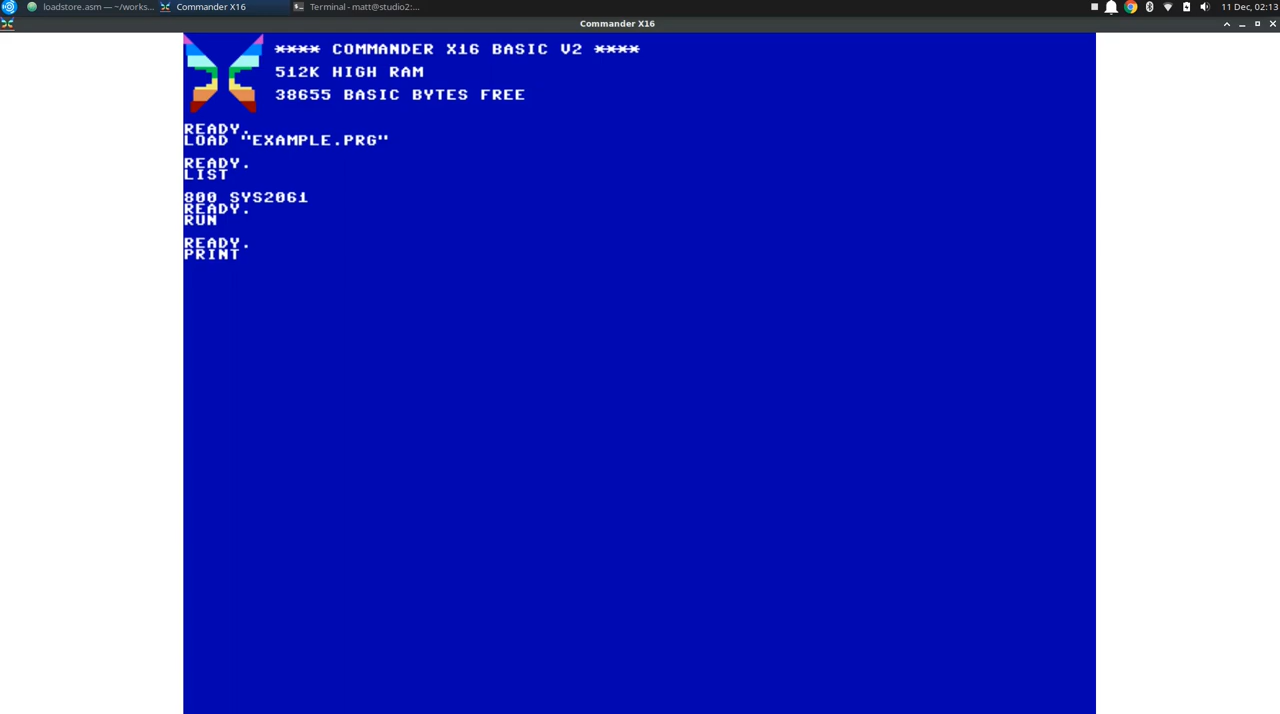 loadstore.asm — ~/works...
Commander X16
Terminal - matt@studio2:...
11 Dec, 02:13
Commander X16
**** COMMANDER X16 BASIC V2 ****
512K HIGH RAM
38655 BASIC BYTES FREE
READY.
LOAD "EXAMPLE.PRG"
READY.
LIST
800 SYS2061
READY.
RUN
READY.
PRINT